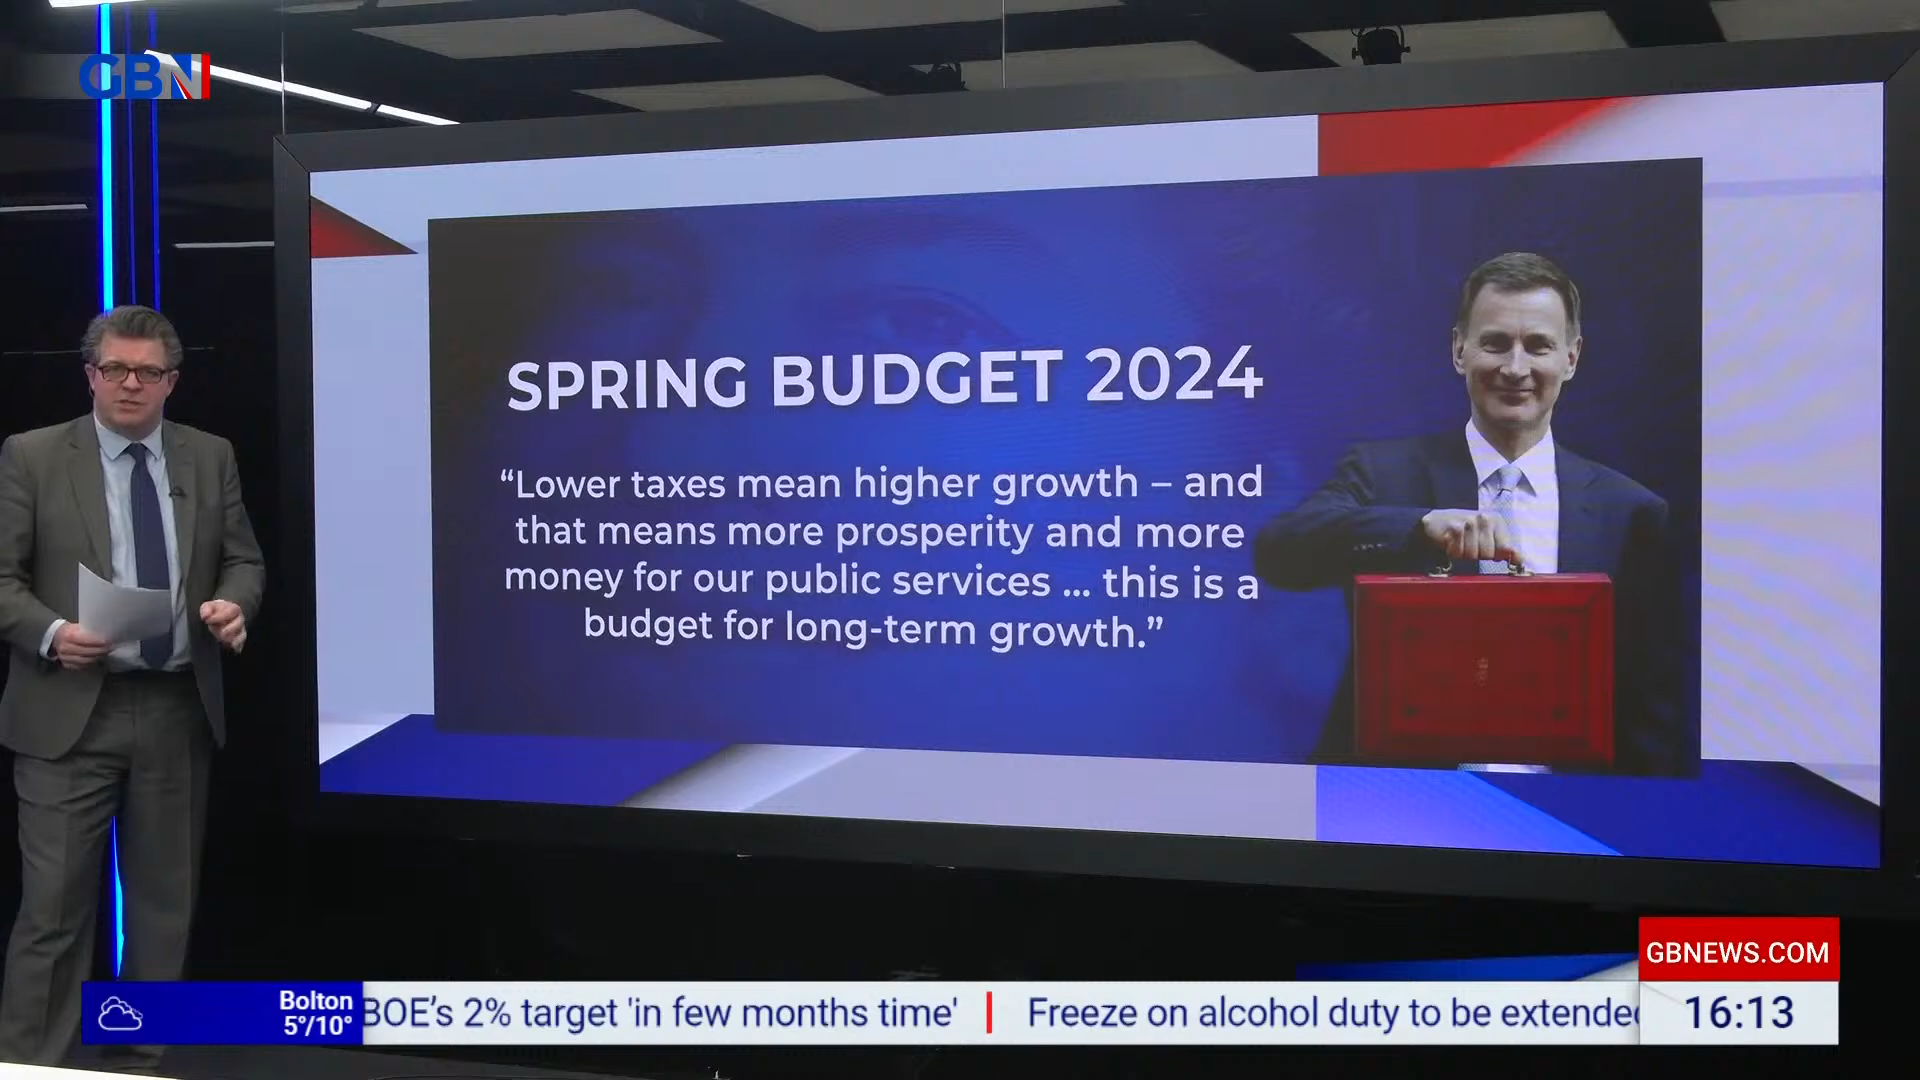 GBN
SPRING BUDGET 2024
“Lower taxes mean higher growth – and
that means more prosperity and more
money for our public services ... this is a
budget for long-term growth.”
GBNEWS.COM
Bolton
5°/10°
BOE’s 2% target 'in few months time' | Freeze on alcohol duty to be extended
16:13